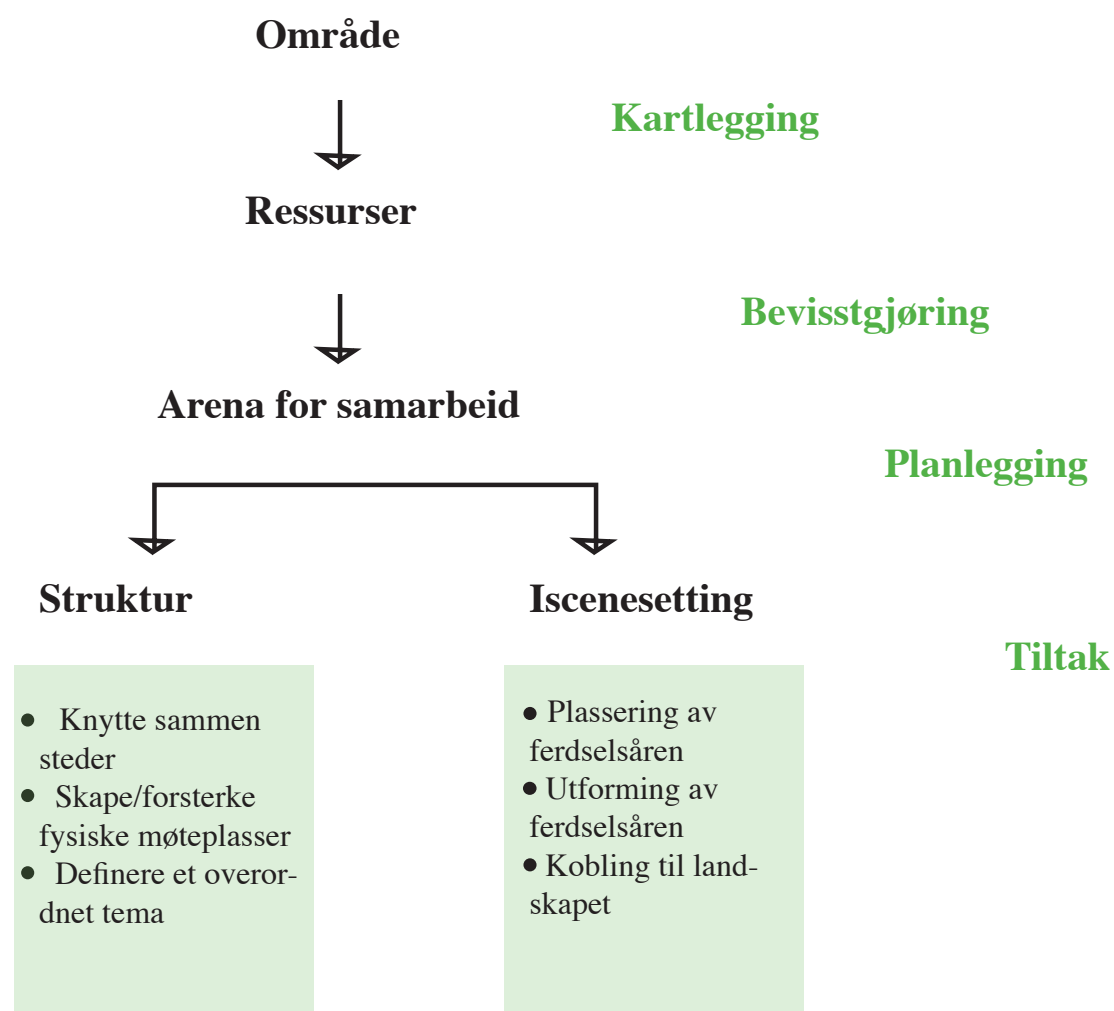 Område
Kartlegging
Ressurser
Bevisstgjøring
Arena for samarbeid
Planlegging
Struktur
Iscenesetting
Tiltak
• Knytte sammen
steder
• Skape/forsterke
fysiske møteplasser
• Definere et overor-
dnet tema
• Plassering av
ferdselsåren
• Utforming av
ferdselsåren
• Kobling til land-
skapet